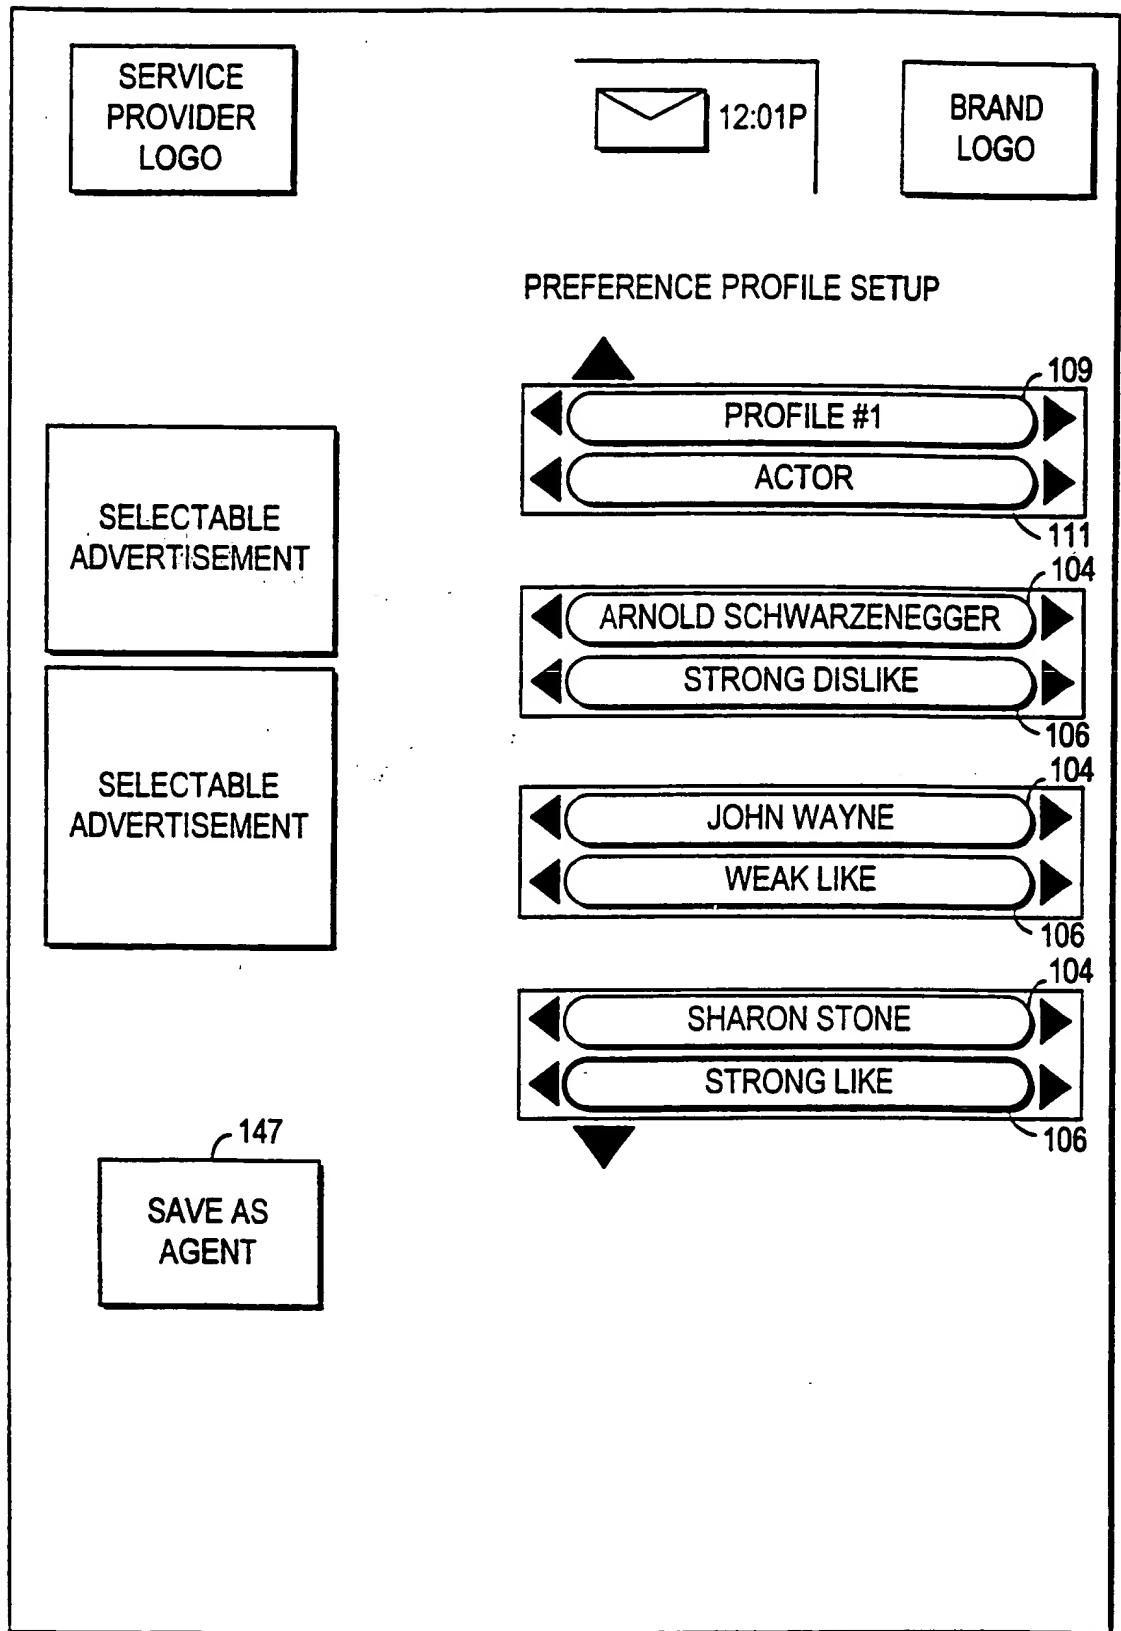 SERVICE
PROVIDER
LOGO
12:01P
BRAND
LOGO
PREFERENCE PROFILE SETUP
109
PROFILE #1
ACTOR
111
SELECTABLE
ADVERTISEMENT
104
ARNOLD SCHWARZENEGGER
STRONG DISLIKE
106
SELECTABLE
ADVERTISEMENT
104
JOHN WAYNE
WEAK LIKE
106
104
SHARON STONE
STRONG LIKE
106
147
SAVE AS
AGENT